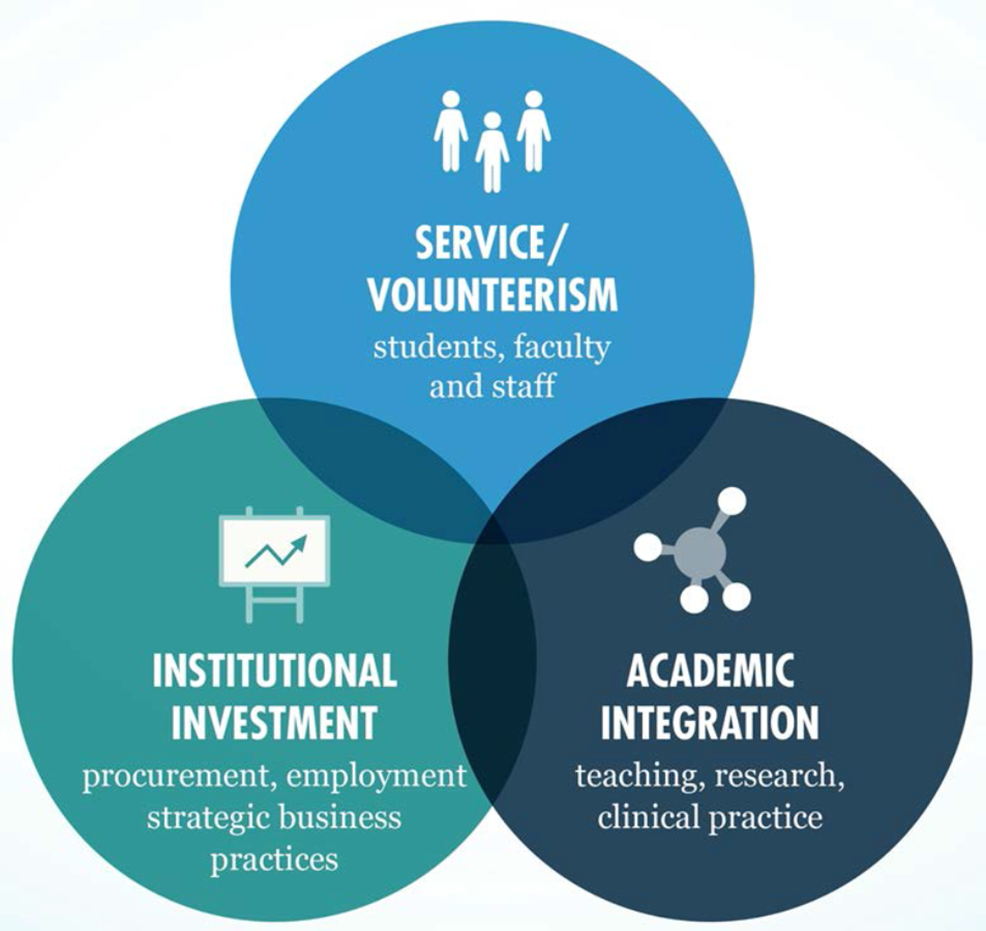 SERVICE/
VOLUNTEERISM
students, faculty
and staff
INSTITUTIONAL
INVESTMENT
procurement, employment
strategic business
practices
ACADEMIC
INTEGRATION
teaching, research,
clinical practice